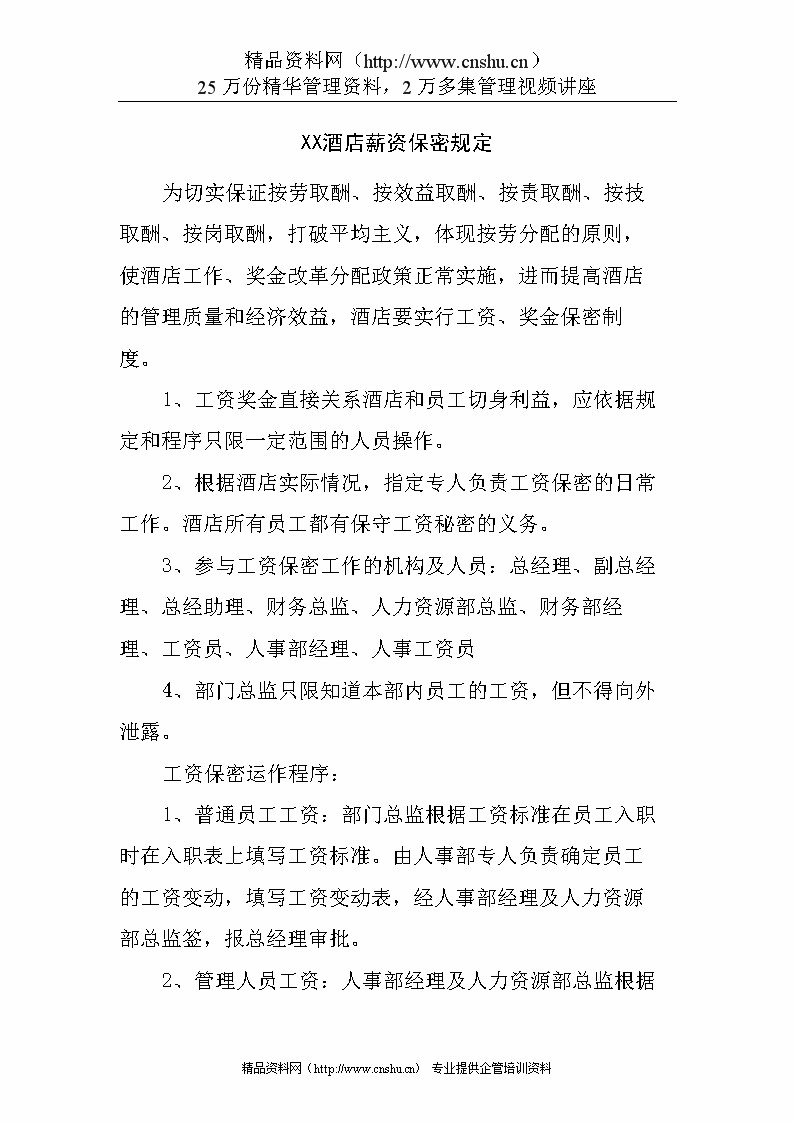 精品资料网（http://www.cnshu.cn）
25万份精华管理资料，2万多集管理视频讲座
XX酒店薪资保密规定
为切实保证按劳取酬、按效益取酬、按责取酬、按技
取酬、按岗取酬，打破平均主义，体现按劳分配的原则，
使酒店工作、奖金改革分配政策正常实施，进而提高酒店
的管理质量和经济效益，酒店要实行工资、奖金保密制
度。
1、工资奖金直接关系酒店和员工切身利益，应依据规
定和程序只限一定范围的人员操作。
2、根据酒店实际情况，指定专人负责工资保密的日常
工作。酒店所有员工都有保守工资秘密的义务。
3、参与工资保密工作的机构及人员：总经理、副总经
理、总经助理、财务总监、人力资源部总监、财务部经
理、工资员、人事部经理、人事工资员
4、部门总监只限知道本部内员工的工资，但不得向外
泄露。
工资保密运作程序：
1、普通员工工资：部门总监根据工资标准在员工入职
时在入职表上填写工资标准。由人事部专人负责确定员工
的工资变动，填写工资变动表，经人事部经理及人力资源
部总监签，报总经理审批。
2、管理人员工资：人事部经理及人力资源部总监根据
精品资料网（http://www.cnshu.cn） 专业提供企管培训资料